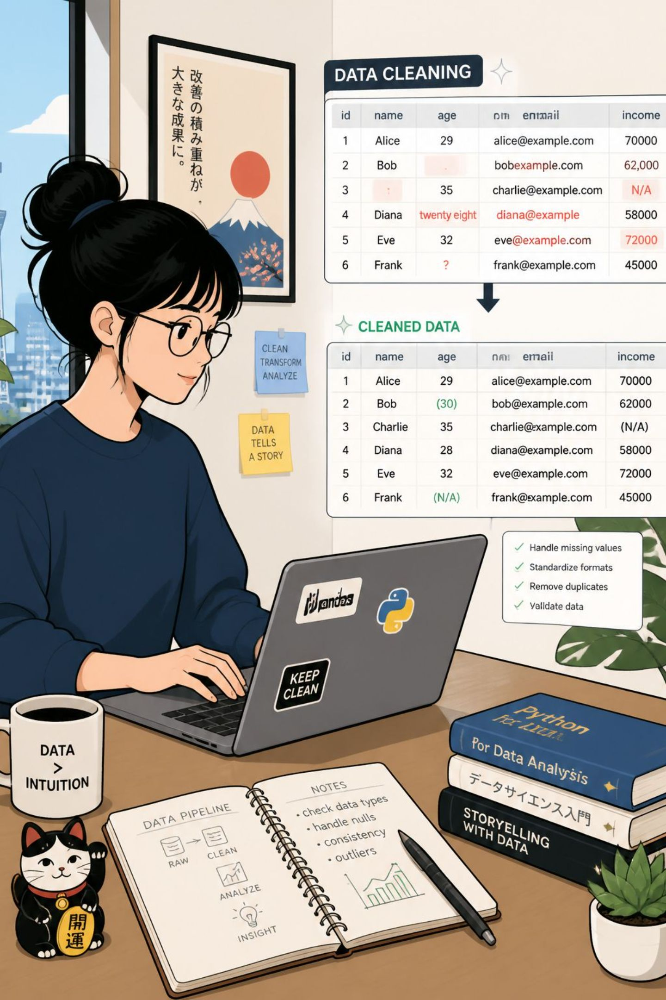 改善の積み重ねが、
大きな成果に。
DATA CLEANING
id name age income
1 Alice 29 alice@example.com 70000
2 Bob . bobexample.com 62,000
3 : 35 charlie@example.com N/A
4 Diana twenty eight diana@example 58000
5 Eve 32 eve@example.com 72000
6 Frank ? frank@example.com 45000
CLEANED DATA
id name age email income
1 Alice 29 alice@example.com 70000
2 Bob (30) bob@example.com 62000
3 Charlie 35 charlie@example.com (N/A)
4 Diana 28 diana@example.com 58000
5 Eve 32 eve@example.com 72000
6 Frank (N/A) frank@example.com 45000
CLEAN
TRANSFORM
ANALYZE
DATA
TELLS
A STORY
Handle missing values
Standardize formats
Remove duplicates
Validate data
pandas
KEEP
CLEAN
DATA
>
INTUITION
開
運
DATA PIPELINE
RAW
CLEAN
ANALYZE
INSIGHT
NOTES
• check data types
• handle nulls
• consistency
• outliers
Python
For
for Data Analysis
データサイエンス入門
STORYELLING
WITH DATA